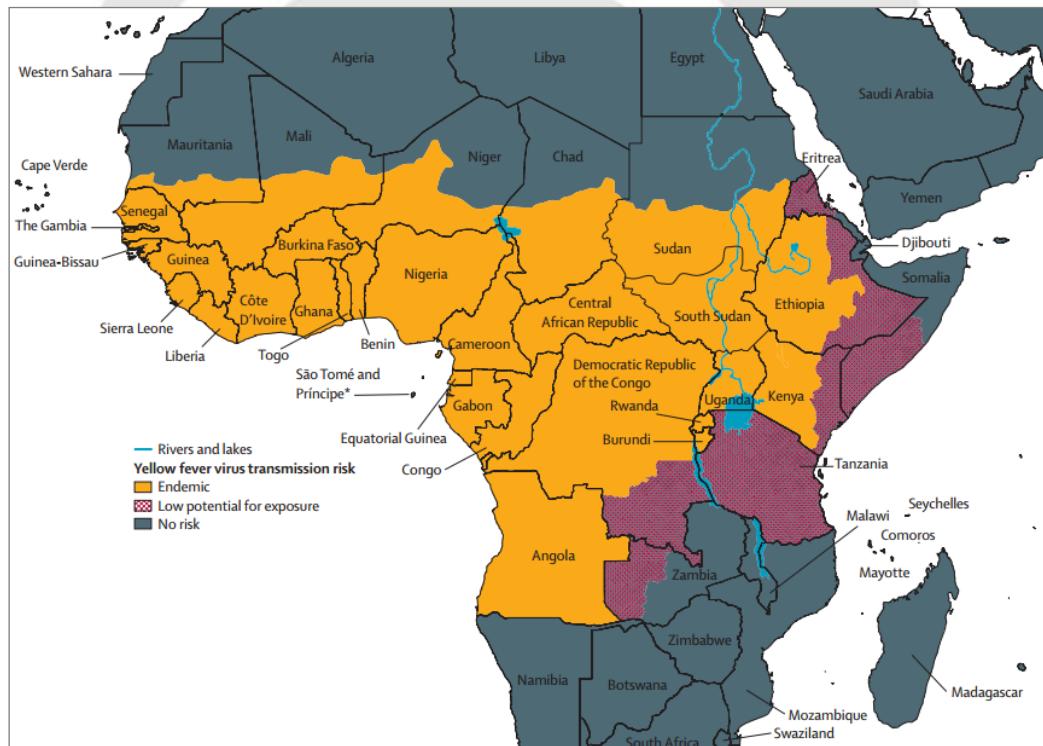 Western Sahara
Algeria
Libya
Egypt
Saudi Arabia
Mauritania
Mali
Niger
Chad
Eritrea
Yemen
Cape Verde
Senegal
The Gambia
Burkina Faso
Sudan
Djibouti
Guinea-Bissau
Guinea
Nigeria
Somalia
Côte
D'Ivoire
Ghana
Central
African Republic
South Sudan
Ethiopia
Sierra Leone
Liberia
Togo
Benin
Cameroon
São Tomé and
Príncipe*
Democratic Republic
of the Congo
Uganda
Kenya
Gabon
Rwanda
Equatorial Guinea
Burundi
Congo
Tanzania
Rivers and lakes
Yellow fever virus transmission risk
Endemic
Low potential for exposure
No risk
Malawi
Seychelles
Comoros
Mayotte
Angola
Zambia
Zimbabwe
Namibia
Botswana
Madagascar
Mozambique
Swaziland
South Africa